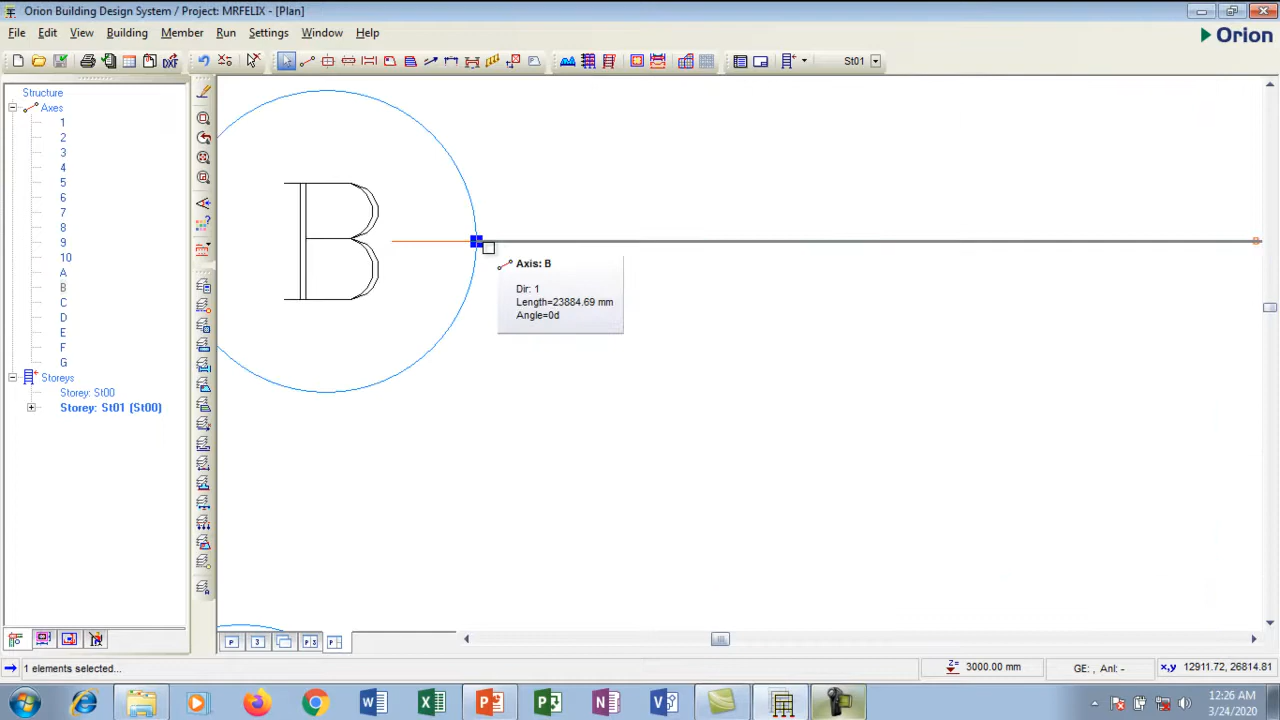 Orion Building Design System / Project: MRFELIX - [Plan]
File Edit View Building Member Run Settings Window Help
Orion
DXF
St01
Structure
Axes
1
2
3
4
5
6
7
8
9
10
A
B
C
D
E
F
G
Storeys
Storey: St00
Storey: St01 (St00)
B
Axis: B
Dir: 1
Length=23884.69 mm
Angle=0d
P 3 P3 P
1 elements selected...
Z= 3000.00 mm
GE: , Anl: -
x,y 12911.72, 26814.81
12:26 AM
3/24/2020